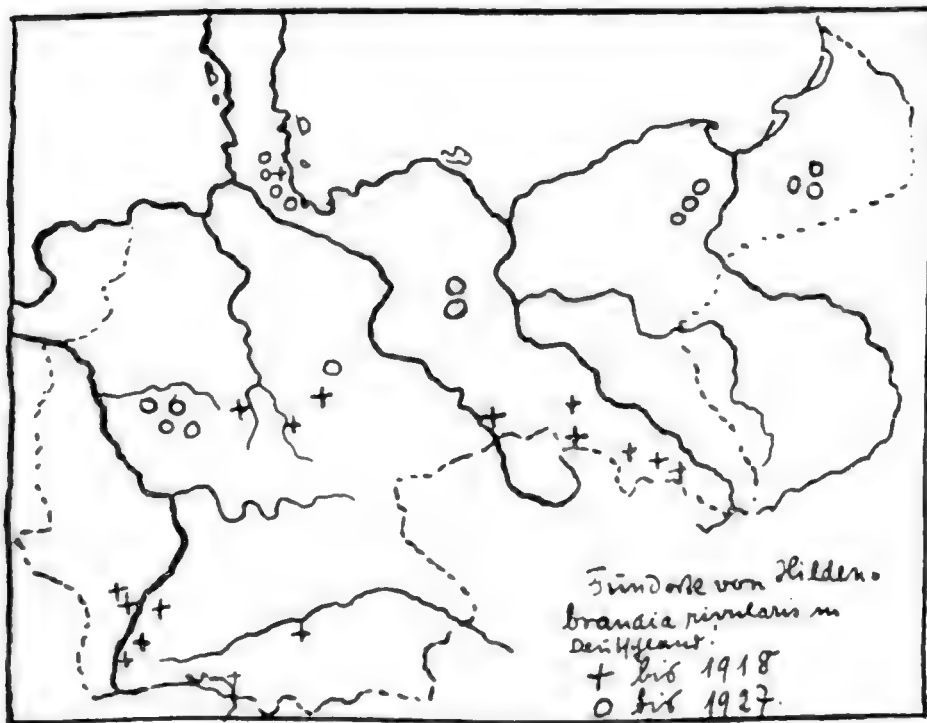 Fundorte von Hilden-
brandia rivularis in
Deutschland.
+ bis 1918
o bis 1927.